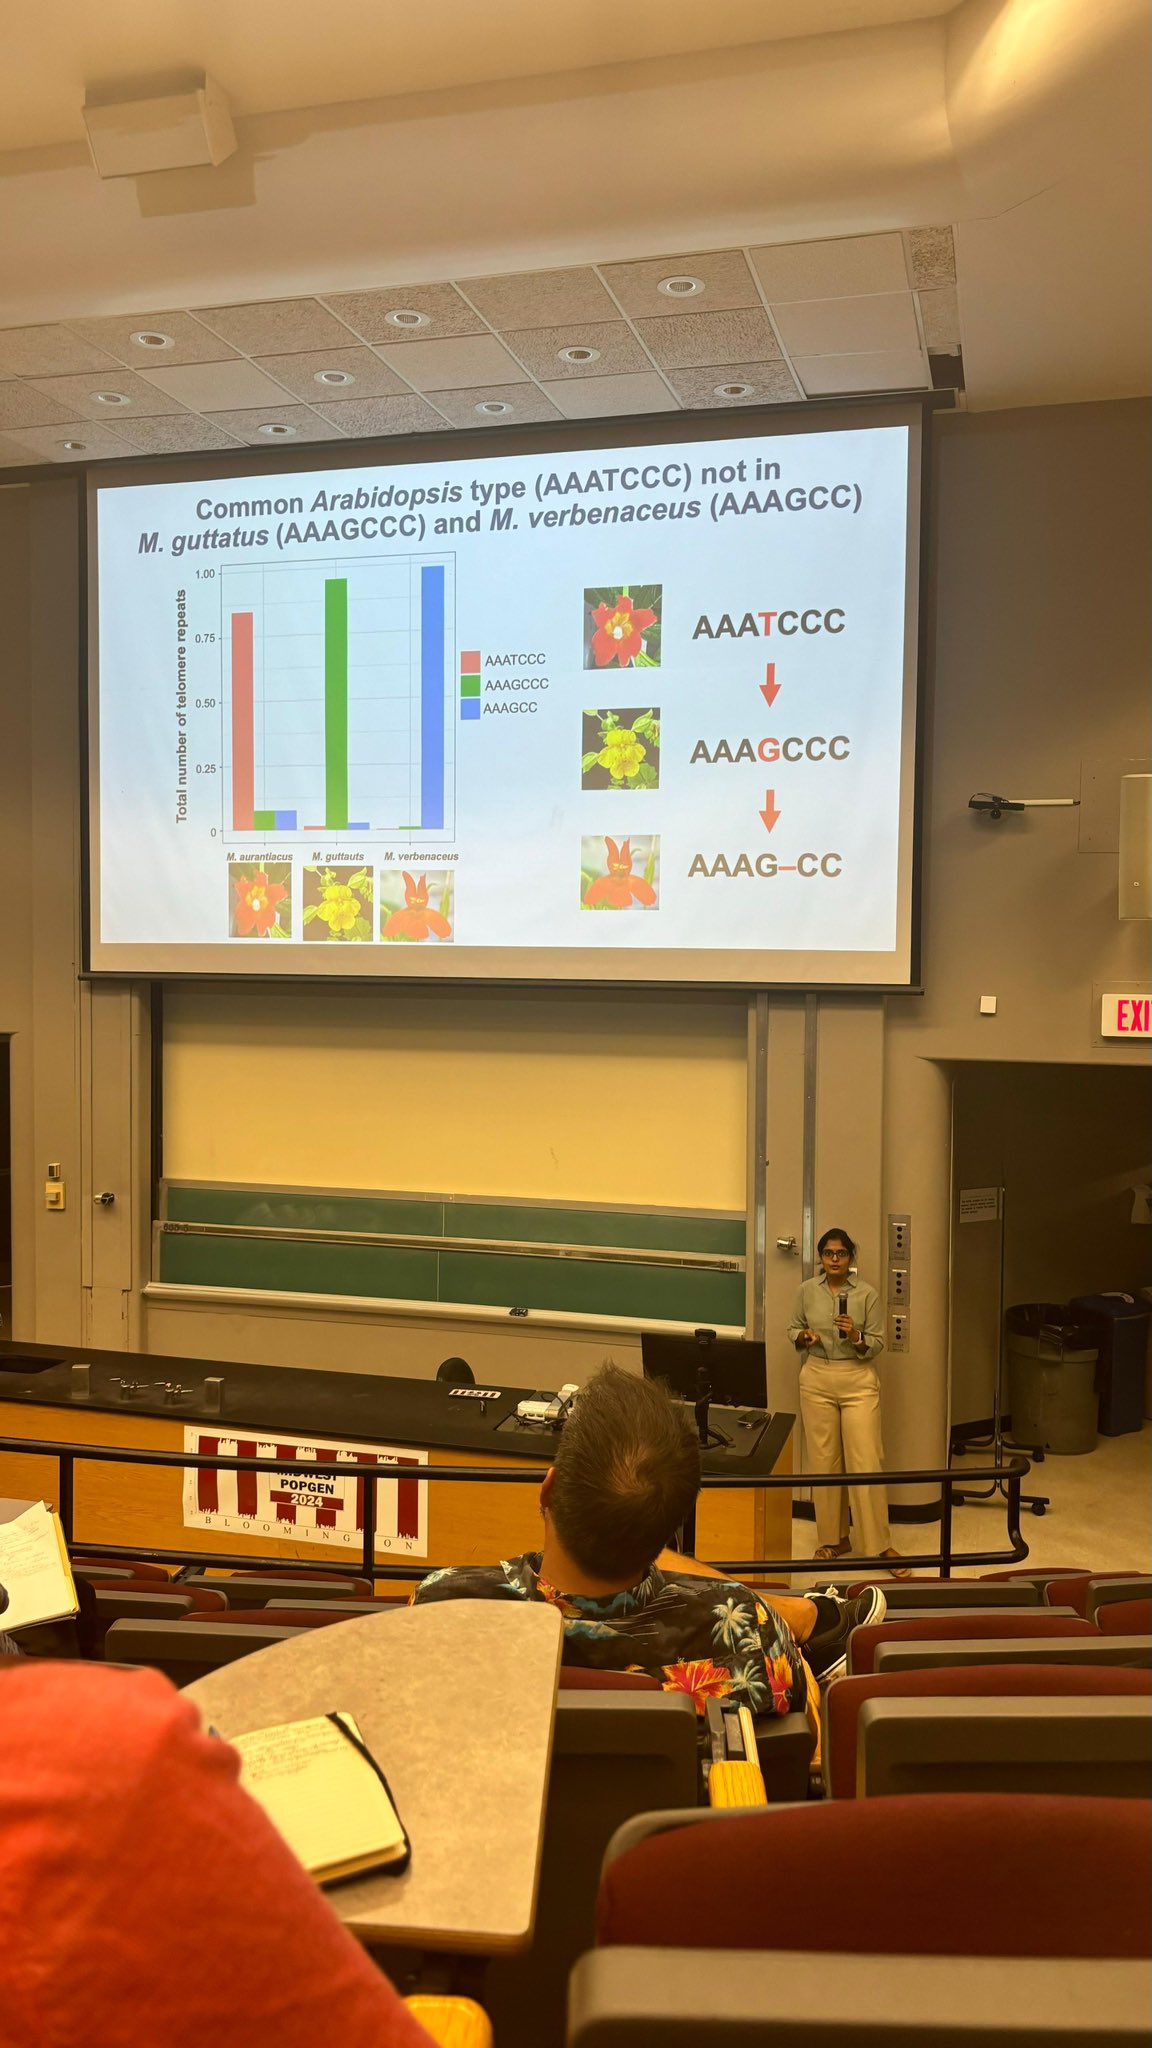 Common Arabidopsis type (AAATCCC) not in
M. guttatus (AAAGCCC) and M. verbenaceus (AAAGCC)
Total number of telomere repeats
1.00
0.75
0.50
0.25
0
AAATCCC
AAAGCCC
AAAGCC
M. aurantiacus
M. guttauts
M. verbenaceus
AAATCCC
AAAGCCC
AAAG–CC
EXI
MIDWEST
POPGEN
2024
BLOOMINGTON